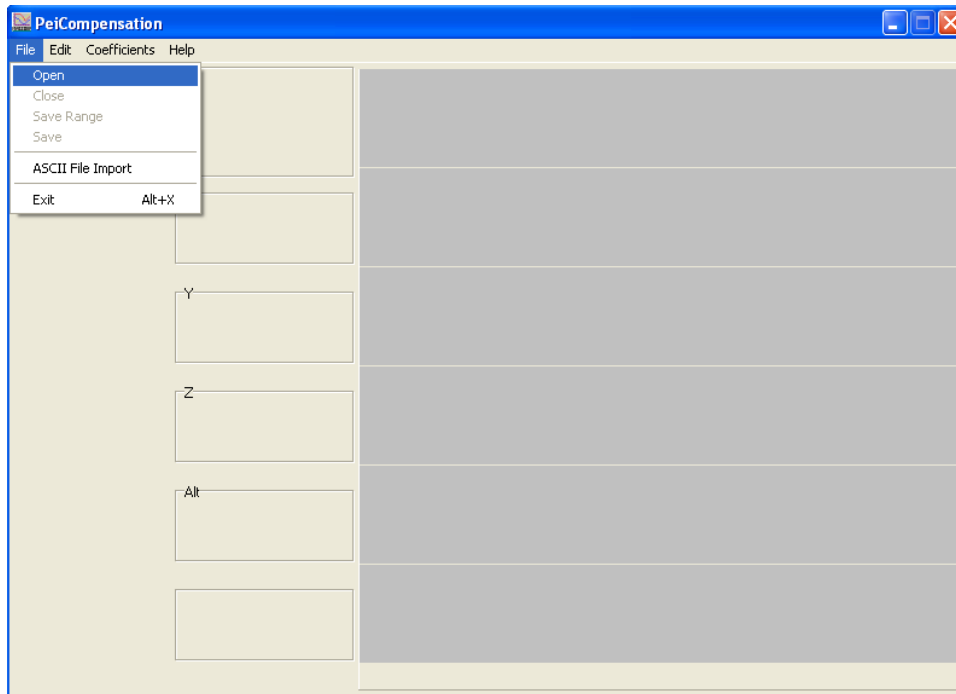 PeiCompensation
File Edit Coefficients Help
Open
Close
Save Range
Save
ASCII File Import
Exit Alt+X
Y
Z
Alt